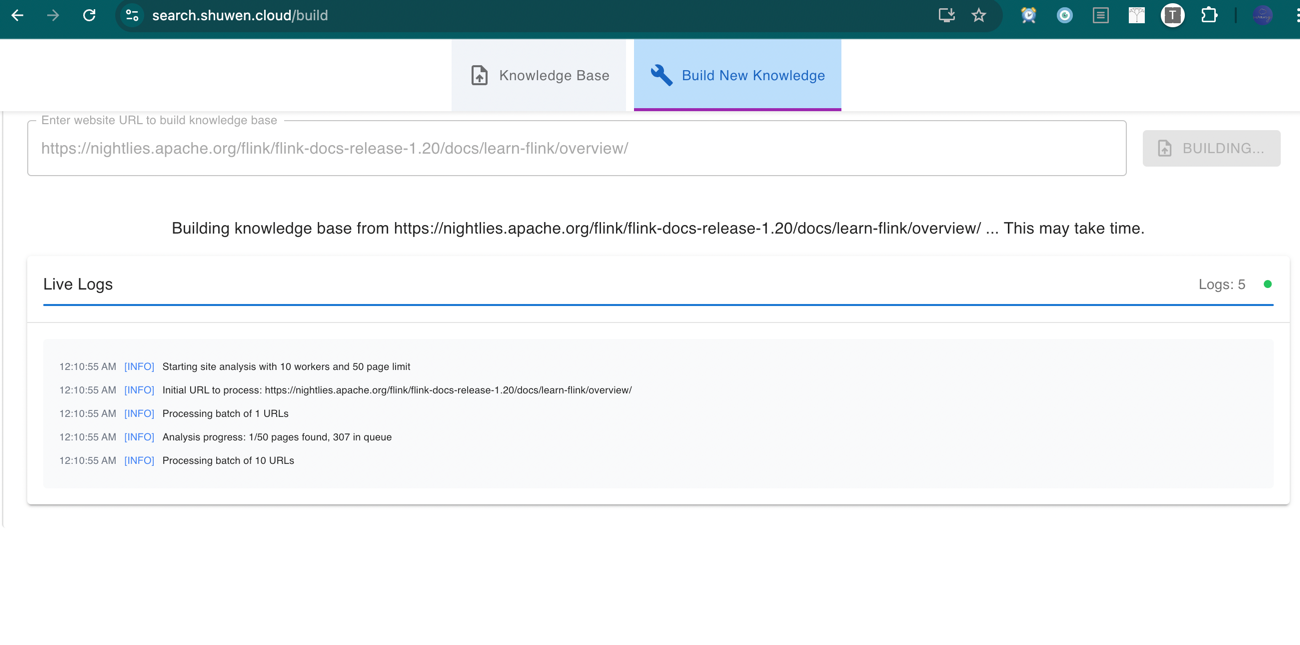 search.shuwen.cloud/build
T
Knowledge Base
Build New Knowledge
Enter website URL to build knowledge base
https://nightlies.apache.org/flink/flink-docs-release-1.20/docs/learn-flink/overview/
BUILDING...
Building knowledge base from https://nightlies.apache.org/flink/flink-docs-release-1.20/docs/learn-flink/overview/ ... This may take time.
Live Logs
Logs: 5
12:10:55 AM [INFO] Starting site analysis with 10 workers and 50 page limit
12:10:55 AM [INFO] Initial URL to process: https://nightlies.apache.org/flink/flink-docs-release-1.20/docs/learn-flink/overview/
12:10:55 AM [INFO] Processing batch of 1 URLs
12:10:55 AM [INFO] Analysis progress: 1/50 pages found, 307 in queue
12:10:55 AM [INFO] Processing batch of 10 URLs